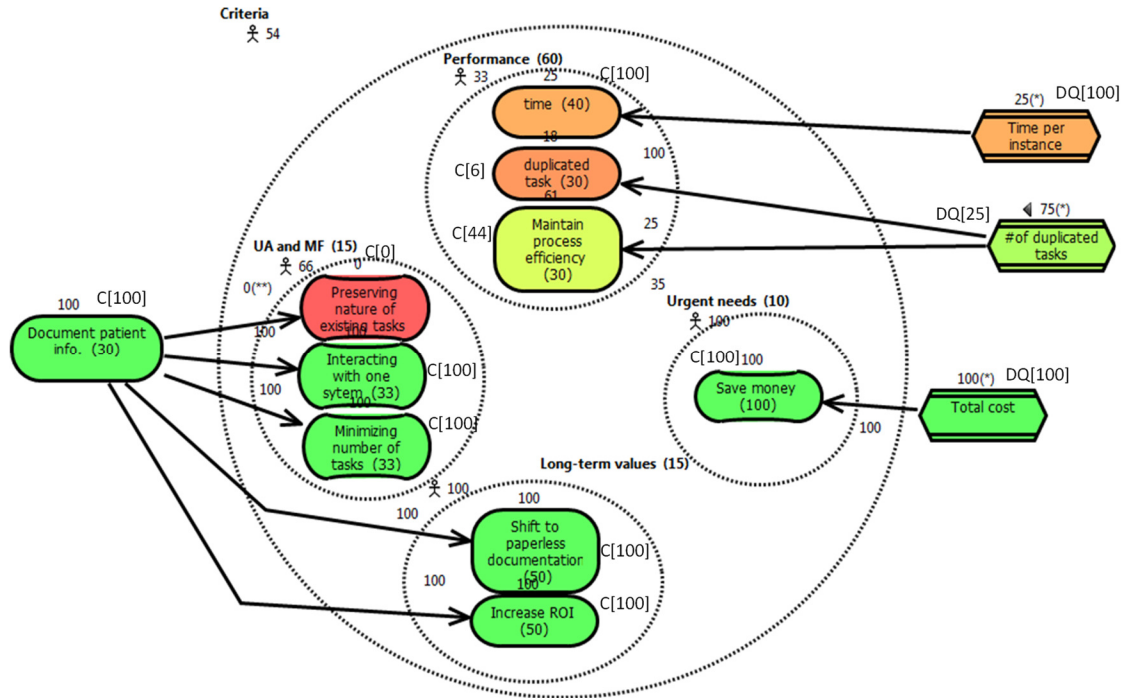 Criteria
54
Performance (60)
33
25
C[100]
time (40)
18
C[6]
duplicated
task (30)
61
C[44]
Maintain
process
efficiency
(30)
100
25
35
25(*)
DQ[100]
Time per
instance
DQ[25]
75(*)
#of duplicated
tasks
UA and MF (15)
66
0
C[0]
0(**)
Preserving
nature of
existing tasks
100
100
Interacting
with one
sytem (33)
C[100]
100
100
Minimizing
number of
tasks (33)
C[100]
100
C[100]
Document patient
info. (30)
Urgent needs (10)
100
C[100]
100
Save money
(100)
100
100(*)
DQ[100]
Total cost
Long-term values (15)
100
100
100
Shift to
paperless
documentation
(50)
C[100]
100
100
C[100]
Increase ROI
(50)